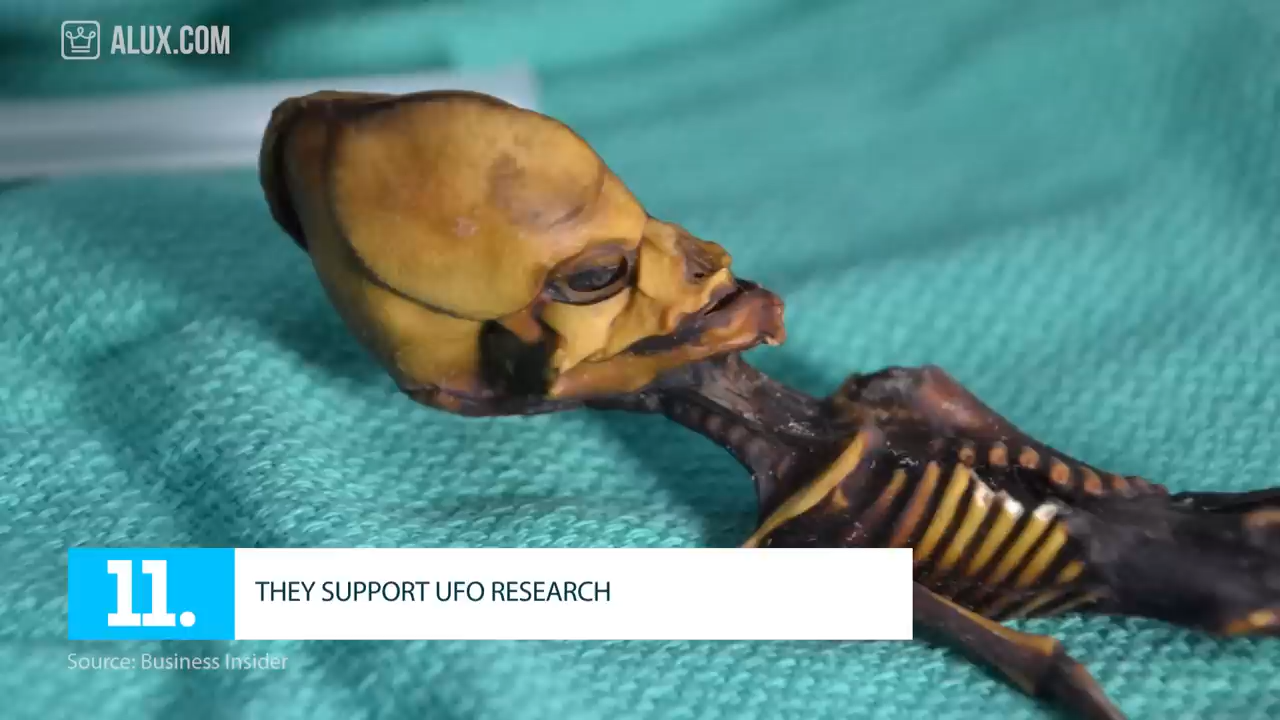 ALUX.COM
11.
THEY SUPPORT UFO RESEARCH
Source: Business Insider